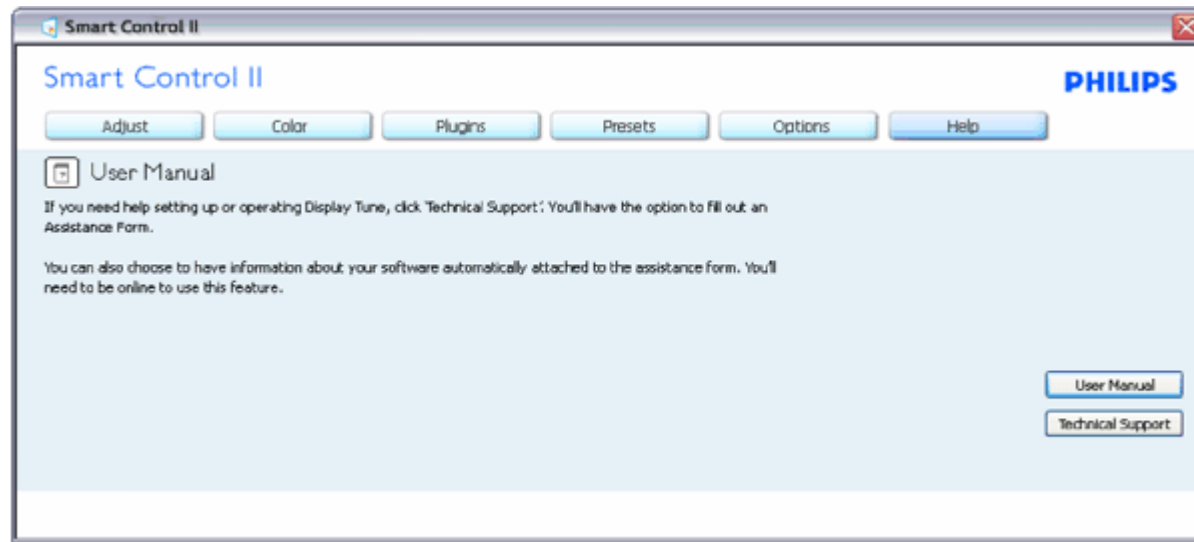 Smart Control II
Smart Control II
PHILIPS
Adjust Color Plugins Presets Options Help
User Manual
If you need help setting up or operating Display Tune, click 'Technical Support'. You'll have the option to fill out an
Assistance Form.
You can also choose to have information about your software automatically attached to the assistance form. You'll
need to be online to use this feature.
User Manual
Technical Support